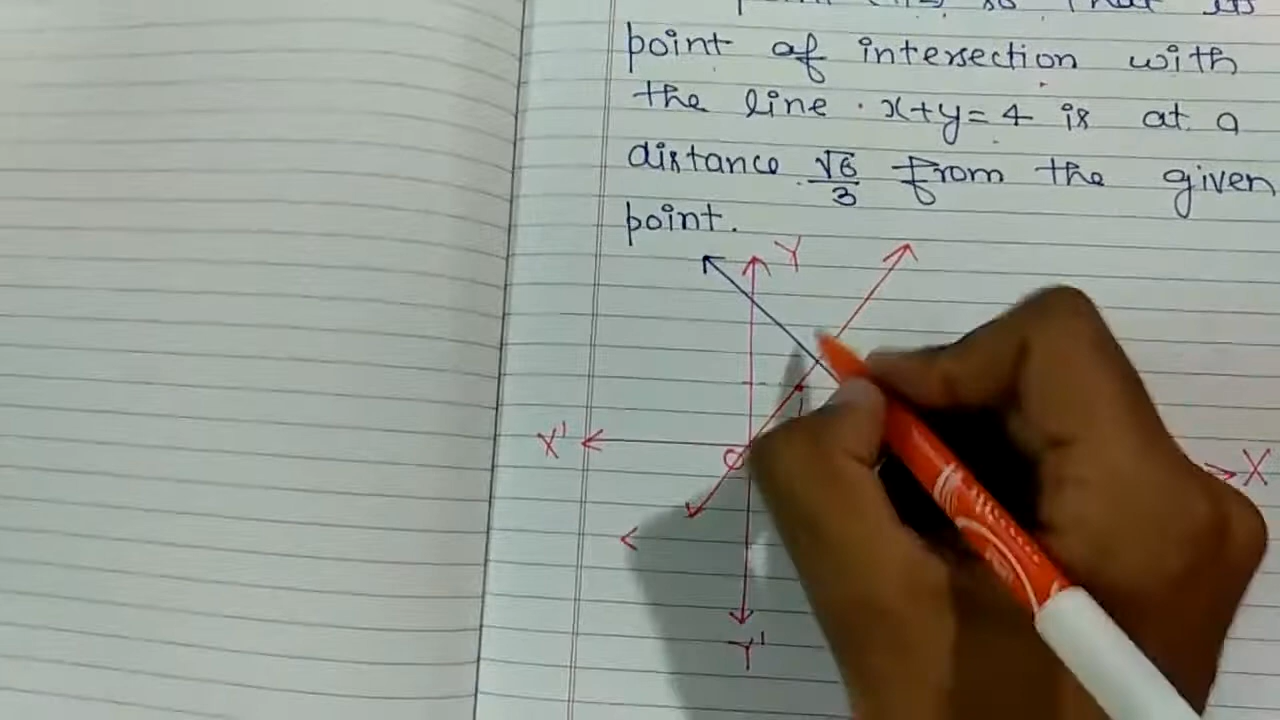 point of intersection with
the line x+y=4 is at a
distance √6/3 from the given
point.
Y
X'
O
X
Y'